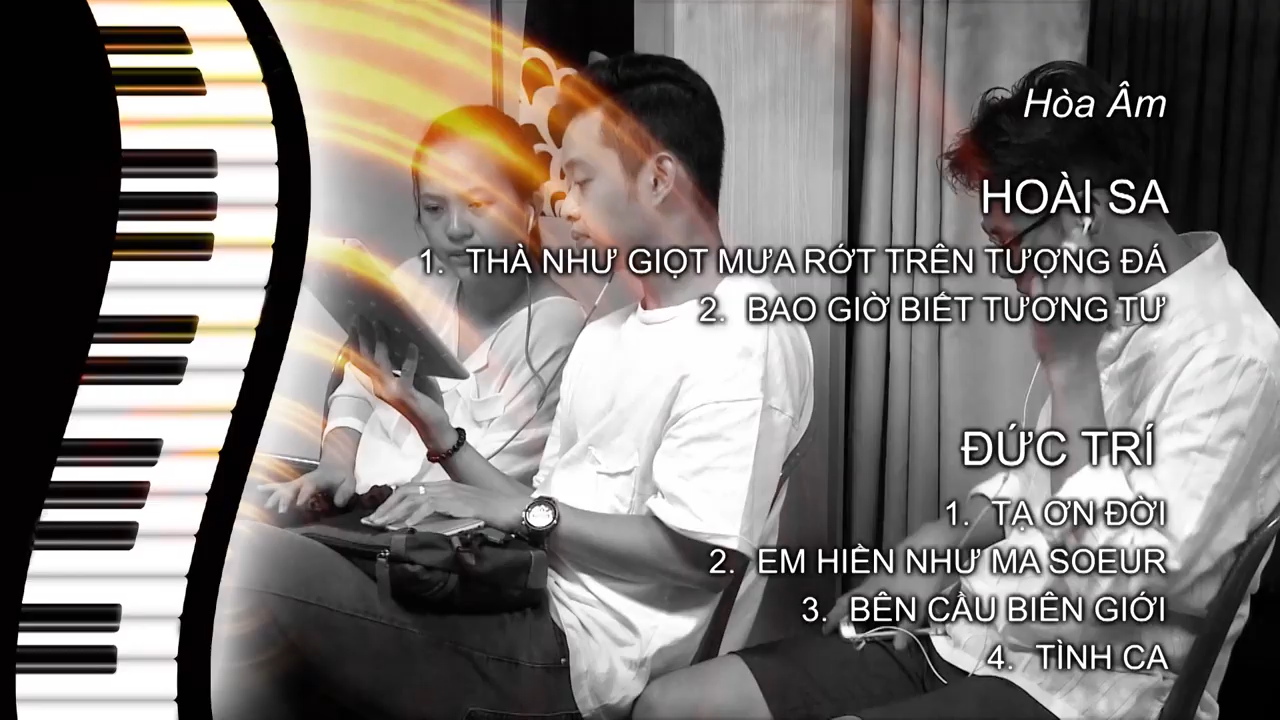 Hòa Âm
HOÀI SA
1. THÀ NHƯ GIỌT MƯA RỚT TRÊN TƯỢNG ĐÁ
2. BAO GIỜ BIẾT TƯƠNG TƯ
ĐỨC TRÍ
1. TẠ ƠN ĐỜI
2. EM HIỀN NHƯ MA SOEUR
3. BÊN CẦU BIÊN GIỚI
4. TÌNH CA